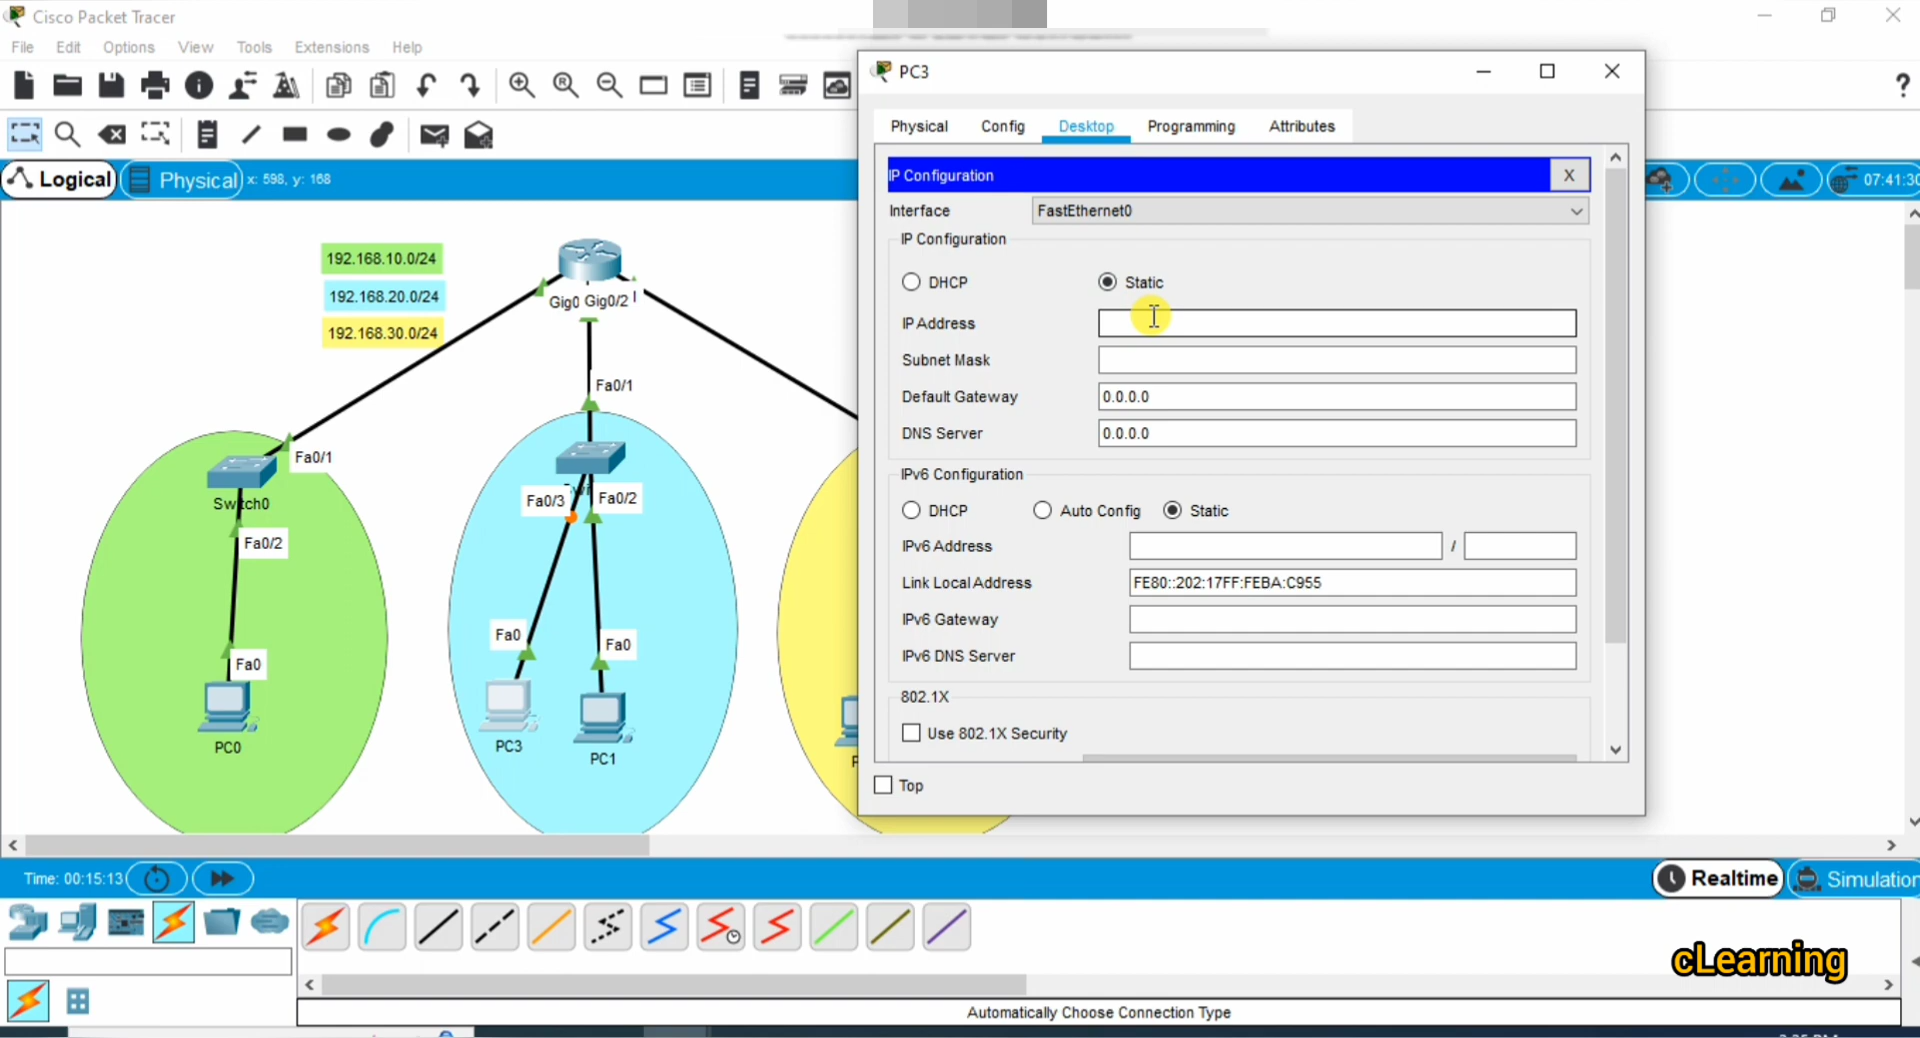 Cisco Packet Tracer
File Edit Options View Tools Extensions Help
Logical
Physical x: 598, y: 168
07:41:30
192.168.10.0/24
192.168.20.0/24
192.168.30.0/24
Gig0 Gig0/2
Fa0/1
Fa0/1
Switch0
Fa0/2
Fa0/3
Fa0/2
Fa0
Fa0
Fa0
PC0
PC3
PC1
PC3
Physical Config Desktop Programming Attributes
IP Configuration X
Interface FastEthernet0
IP Configuration
DHCP Static
IP Address
Subnet Mask
Default Gateway 0.0.0.0
DNS Server 0.0.0.0
IPv6 Configuration
DHCP Auto Config Static
IPv6 Address /
Link Local Address FE80::202:17FF:FEBA:C955
IPv6 Gateway
IPv6 DNS Server
802.1X
Use 802.1X Security
Top
Time: 00:15:13
Realtime Simulation
cLearning
Automatically Choose Connection Type